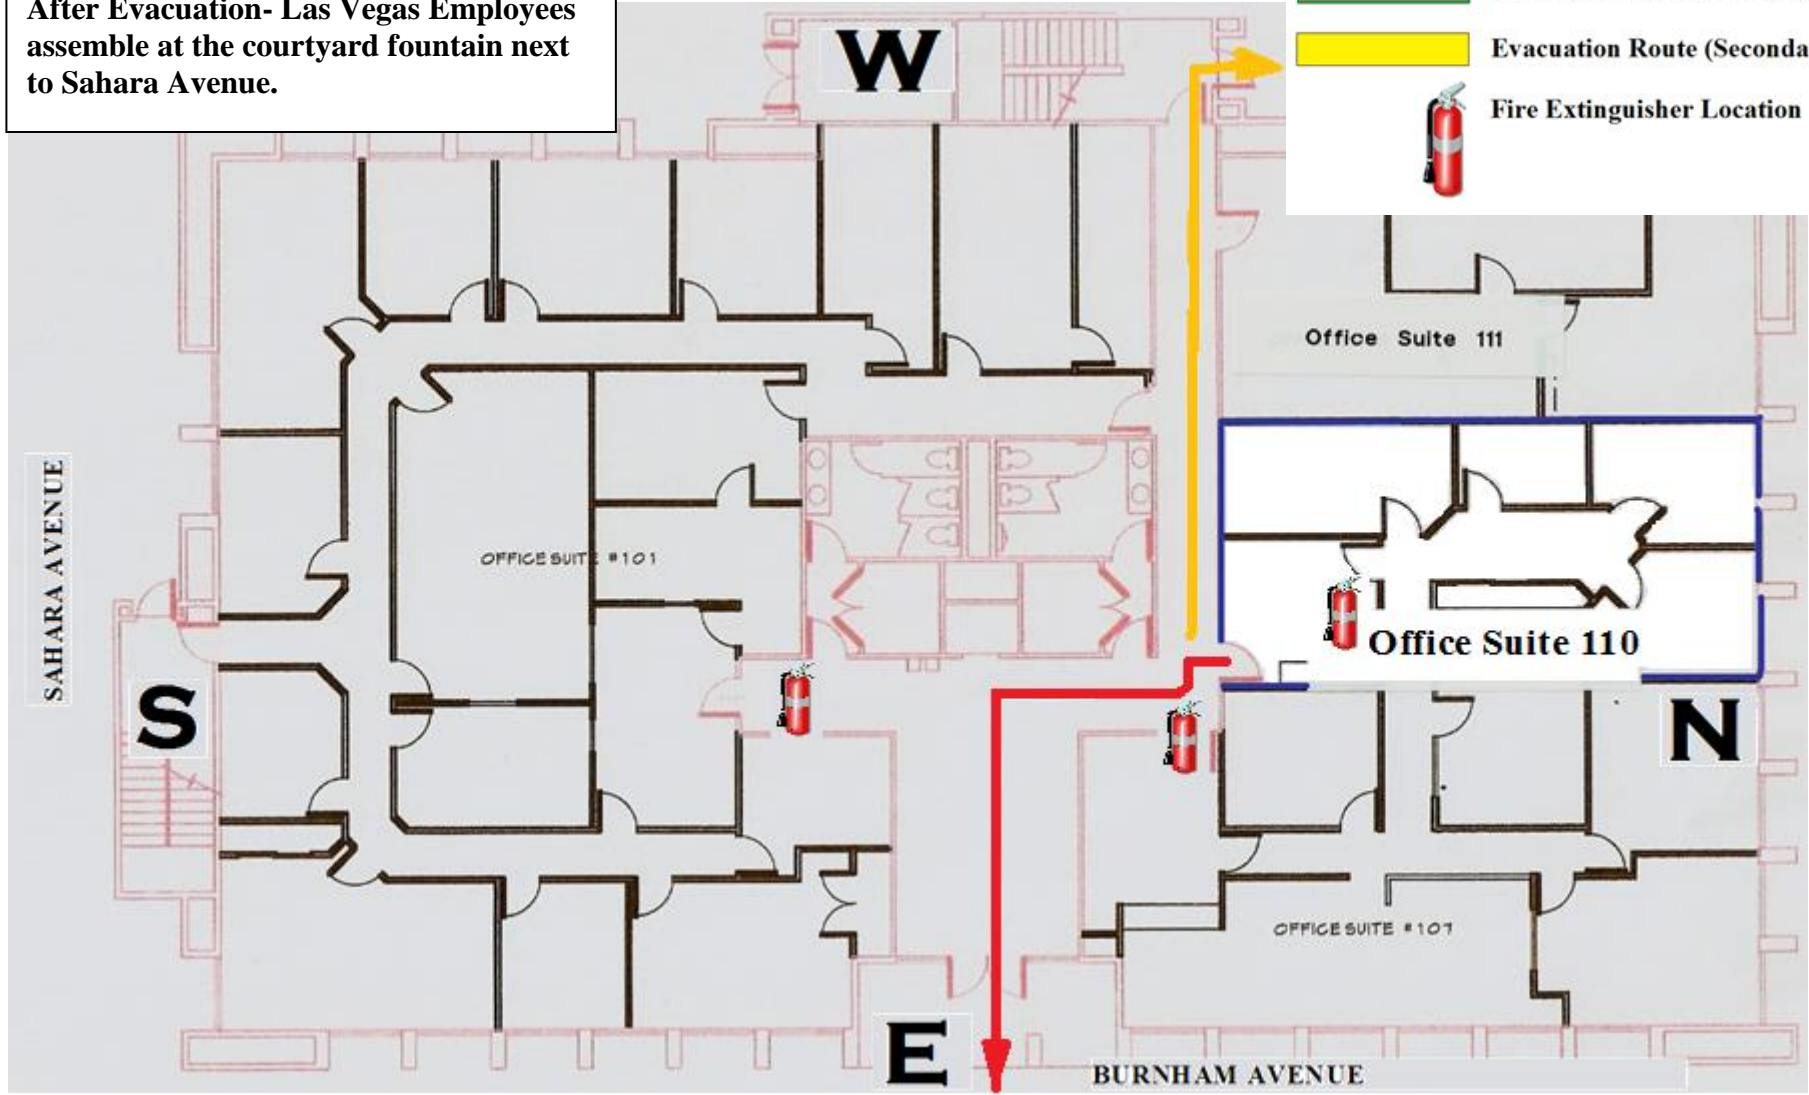 After Evacuation- Las Vegas Employees
assemble at the courtyard fountain next
to Sahara Avenue.
W
Evacuation Route (Seconda
Fire Extinguisher Location
Office Suite 111
SAHARA AVENUE
OFFICE SUITE #101
Office Suite 110
S
N
OFFICE SUITE #107
E
BURNHAM AVENUE